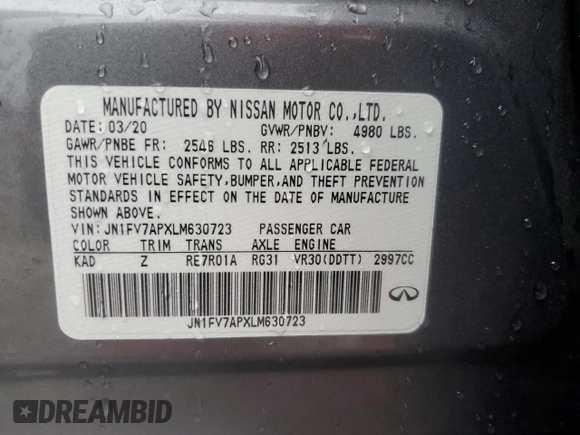 MANUFACTURED BY NISSAN MOTOR CO.,LTD.
DATE: 03/20 GVWR/PNBV: 4980 LBS.
GAWR/PNBE FR: 2546 LBS. RR: 2513 LBS.
THIS VEHICLE CONFORMS TO ALL APPLICABLE FEDERAL
MOTOR VEHICLE SAFETY, BUMPER, AND THEFT PREVENTION
STANDARDS IN EFFECT ON THE DATE OF MANUFACTURE
SHOWN ABOVE.
VIN: JN1FV7APXLM630723 PASSENGER CAR
COLOR TRIM TRANS AXLE ENGINE
KAD Z RE7R01A RG31 VR30(DDTT) 2997CC
JN1FV7APXLM630723
INFINITI
DREAMBID